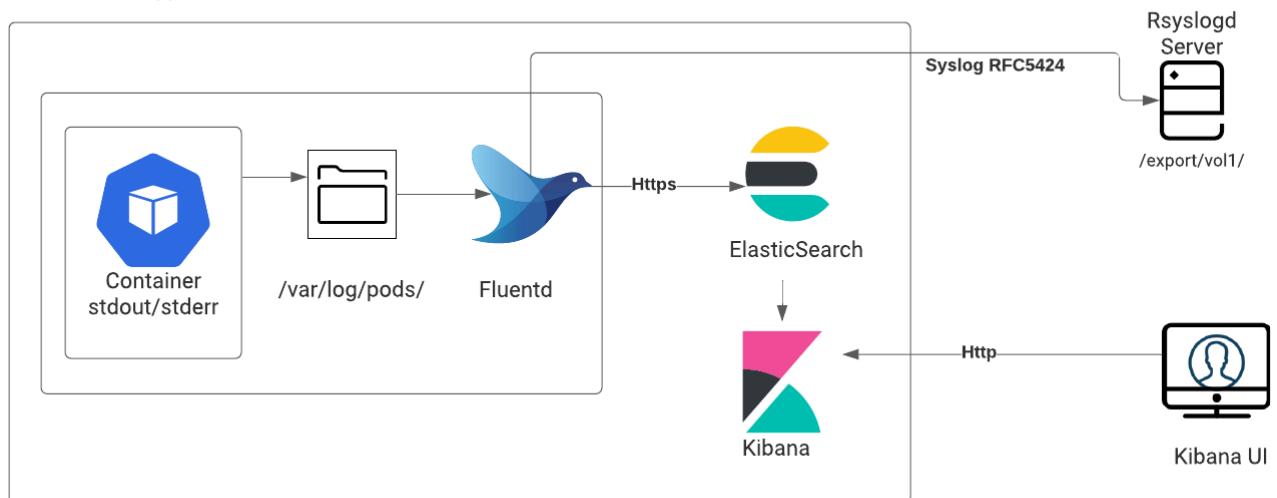 Rsyslogd
Server
Syslog RFC5424
/export/vol1/
Https
ElasticSearch
Container
stdout/stderr
/var/log/pods/
Fluentd
Http
Kibana
Kibana UI